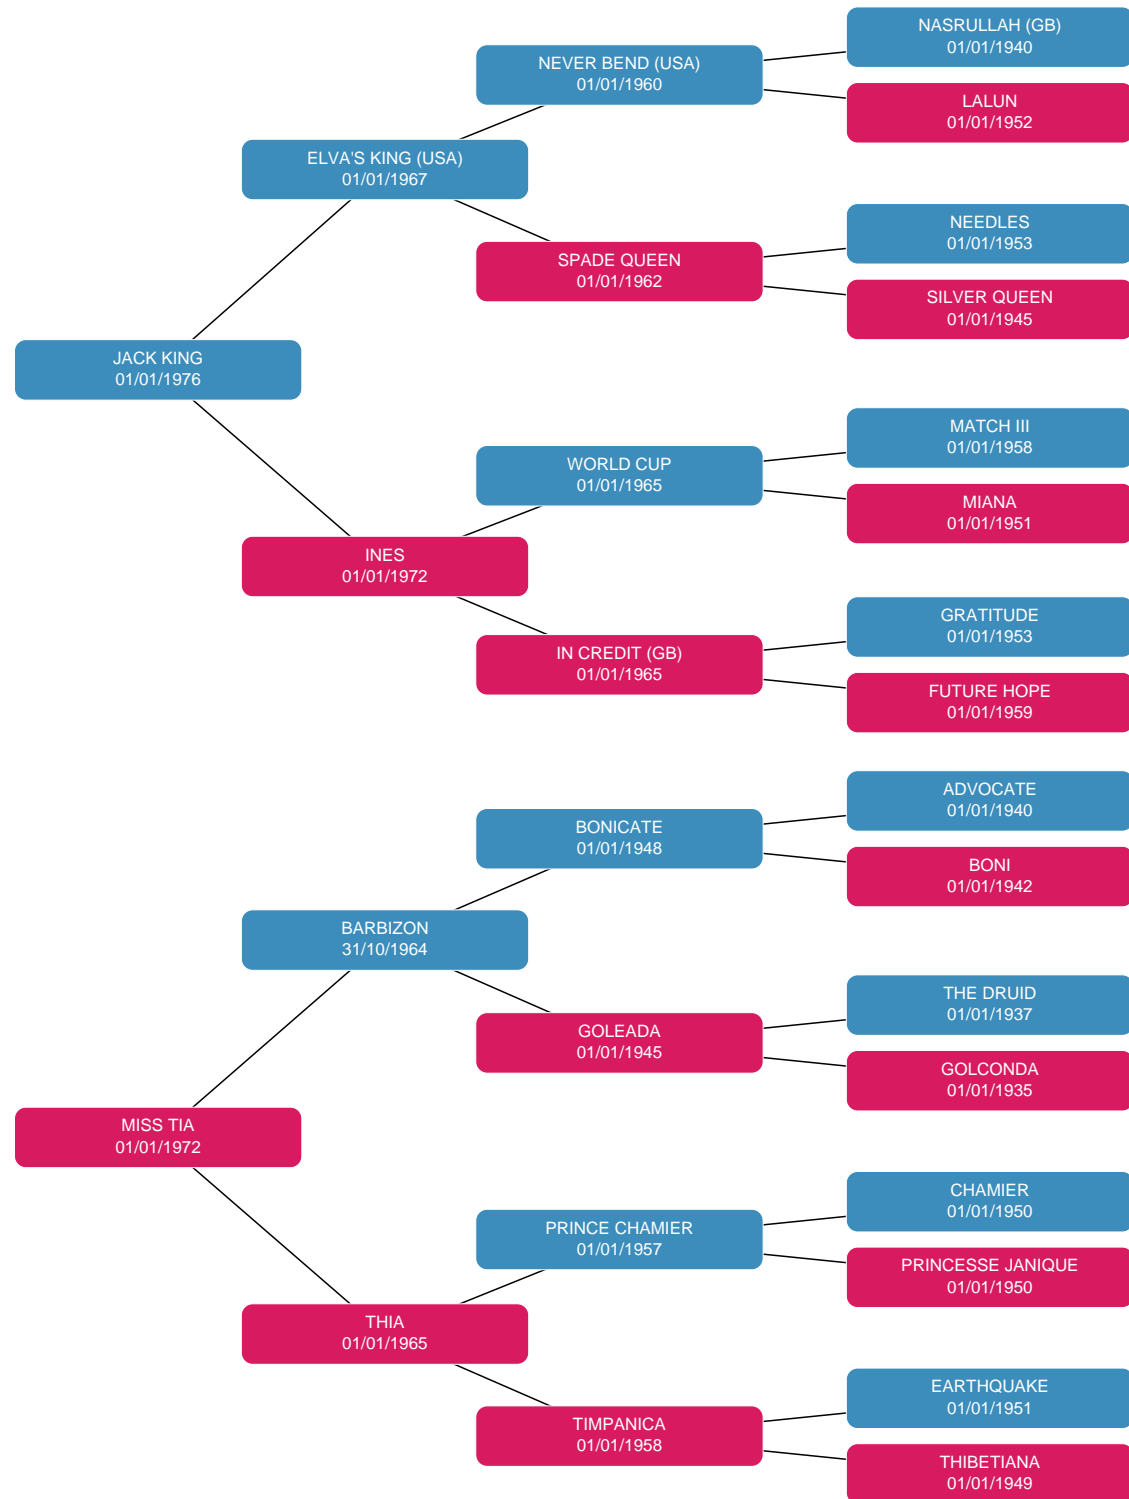 NASRULLAH (GB)
01/01/1940
NEVER BEND (USA)
01/01/1960
LALUN
01/01/1952
ELVA'S KING (USA)
01/01/1967
NEEDLES
01/01/1953
SPADE QUEEN
01/01/1962
SILVER QUEEN
01/01/1945
JACK KING
01/01/1976
MATCH III
01/01/1958
WORLD CUP
01/01/1965
MIANA
01/01/1951
INES
01/01/1972
GRATITUDE
01/01/1953
IN CREDIT (GB)
01/01/1965
FUTURE HOPE
01/01/1959
ADVOCATE
01/01/1940
BONICATE
01/01/1948
BONI
01/01/1942
BARBIZON
31/10/1964
THE DRUID
01/01/1937
GOLEADA
01/01/1945
GOLCONDA
01/01/1935
MISS TIA
01/01/1972
CHAMIER
01/01/1950
PRINCE CHAMIER
01/01/1957
PRINCESSE JANIQUE
01/01/1950
THIA
01/01/1965
EARTHQUAKE
01/01/1951
TIMPANICA
01/01/1958
THIBETIANA
01/01/1949